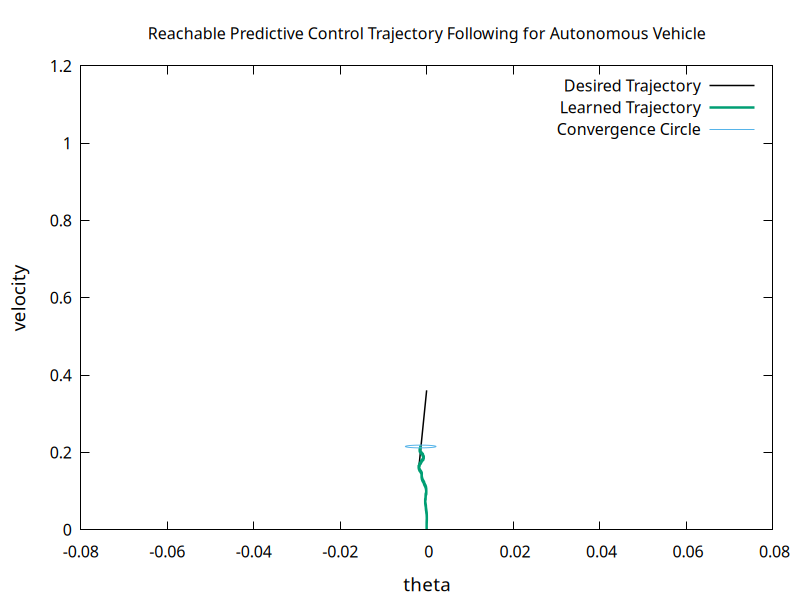 Reachable Predictive Control Trajectory Following for Autonomous Vehicle
Desired Trajectory
Learned Trajectory
Convergence Circle
1.2
1
0.8
0.6
0.4
0.2
0
velocity
-0.08 -0.06 -0.04 -0.02 0 0.02 0.04 0.06 0.08
theta